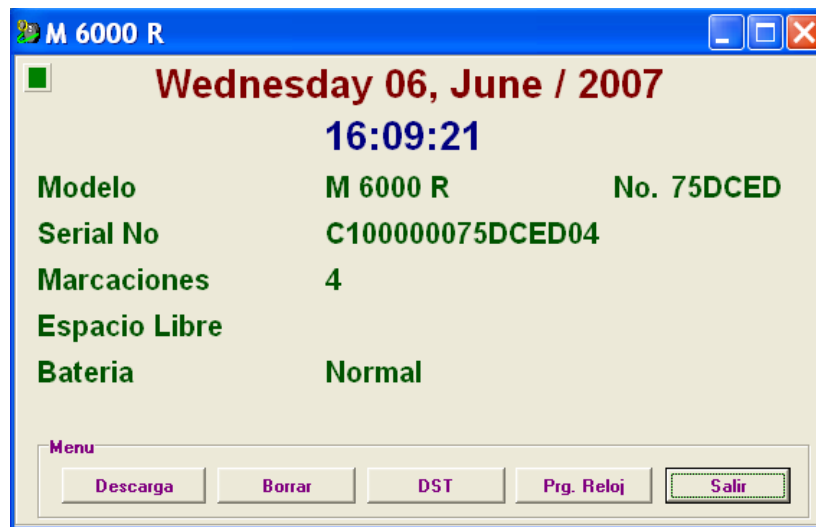 M 6000 R
Wednesday 06, June / 2007
16:09:21
Modelo M 6000 R No. 75DCED
Serial No C100000075DCED04
Marcaciones 4
Espacio Libre
Bateria Normal
Menu
Descarga Borrar DST Prg. Reloj Salir